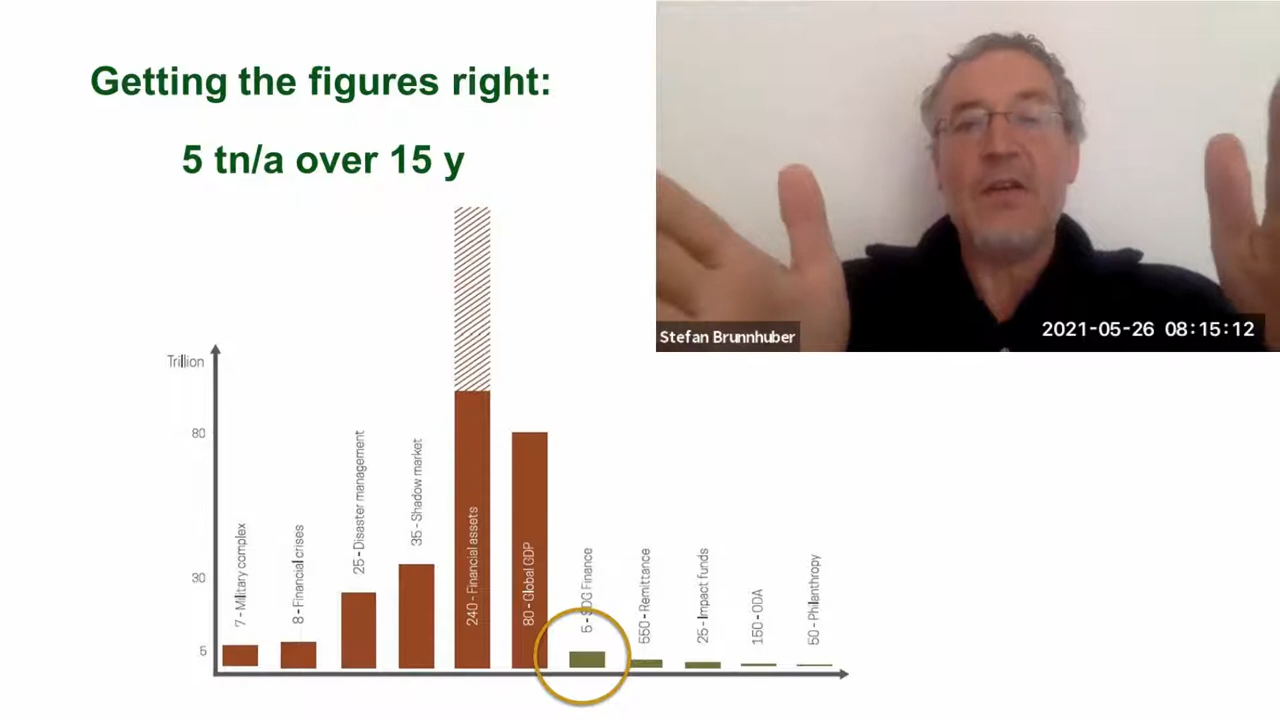 Getting the figures right:
5 tn/a over 15 y
Stefan Brunnhuber
2021-05-26 08:15:12
Trillion
80
30
5
7 - Military complex
8 - Financial crises
25 - Disaster management
35 - Shadow market
240 - Financial assets
80 - Global GDP
5 - SDG Finance
550 - Remittance
25 - Impact funds
150 - ODA
50 - Philanthropy